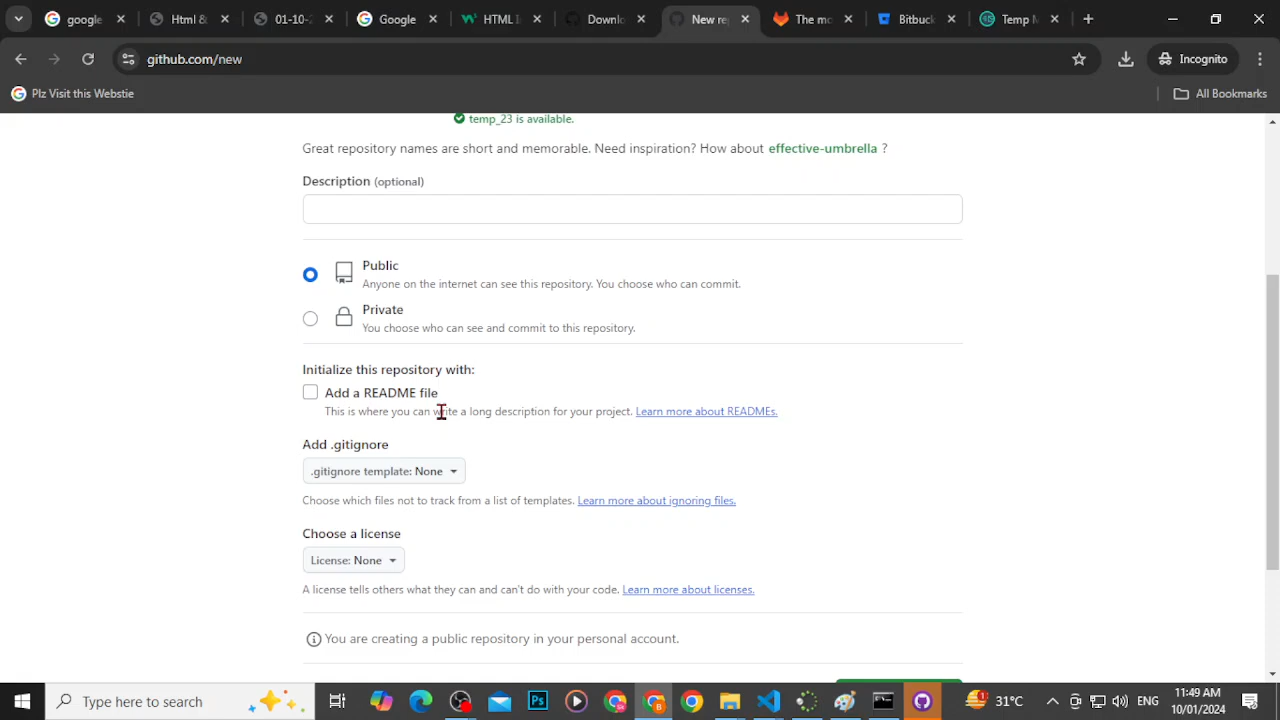 google
Html &
01-10-2
Google
HTML I
Downlo
New rep
The mo
Bitbuck
Temp M
github.com/new
Incognito
Plz Visit this Webstie
All Bookmarks
temp_23 is available.
Great repository names are short and memorable. Need inspiration? How about effective-umbrella ?
Description (optional)
Public
Anyone on the internet can see this repository. You choose who can commit.
Private
You choose who can see and commit to this repository.
Initialize this repository with:
Add a README file
This is where you can write a long description for your project. Learn more about READMEs.
Add .gitignore
.gitignore template: None
Choose which files not to track from a list of templates. Learn more about ignoring files.
Choose a license
License: None
A license tells others what they can and can't do with your code. Learn more about licenses.
You are creating a public repository in your personal account.
Type here to search
31°C
ENG
11:49 AM
10/01/2024